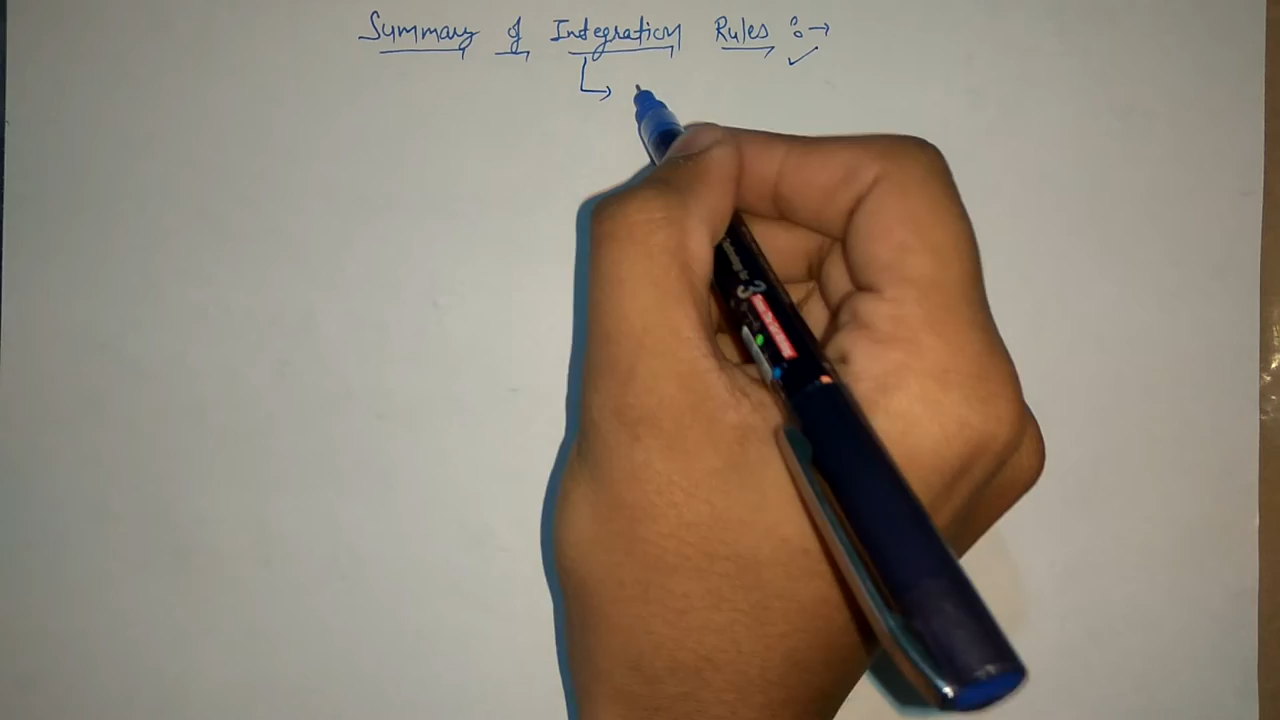 Summary of Integration Rules :→